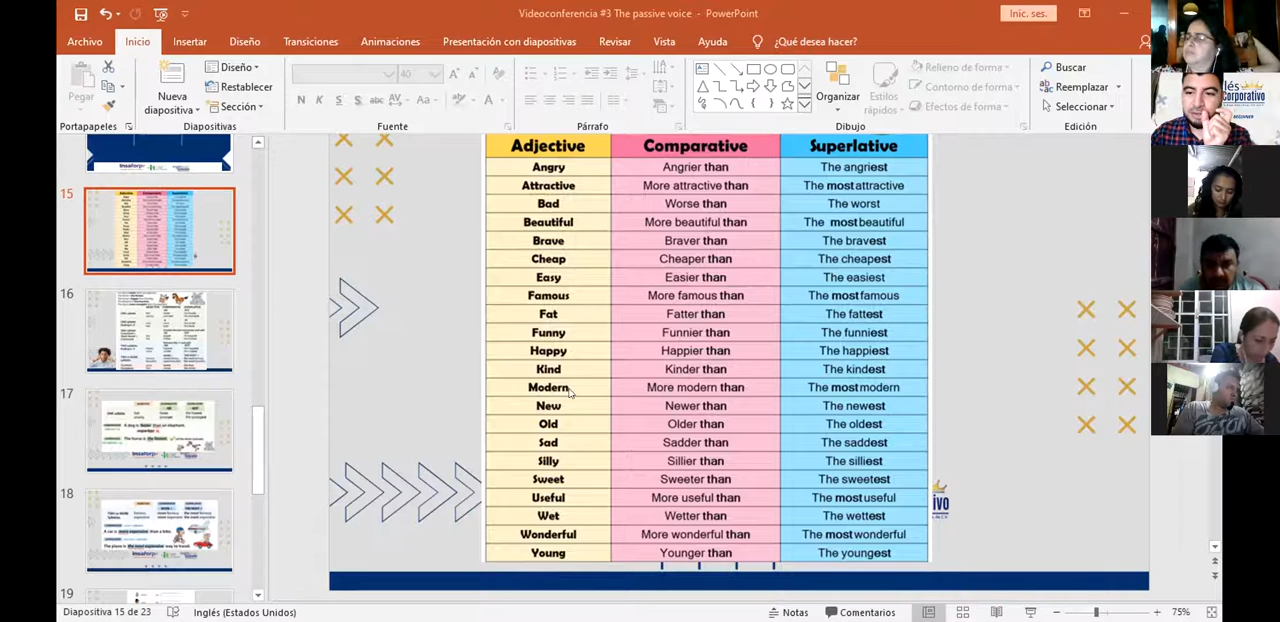 Videoconferencia #3 The passive voice - PowerPoint
Inic. ses.
Archivo Inicio Insertar Diseño Transiciones Animaciones Presentación con diapositivas Revisar Vista Ayuda ¿Qué desea hacer?
Pegar
Nueva diapositiva
Diseño
Restablecer
Sección
40
N K S S abc AV Aa A
Organizar
Estilos rápidos
Relleno de forma
Contorno de forma
Efectos de forma
Buscar
Reemplazar
Seleccionar
Portapapeles Diapositivas Fuente Párrafo Dibujo Edición
15
16
17
18
19
Adjective Comparative Superlative
Angry Angrier than The angriest
Attractive More attractive than The most attractive
Bad Worse than The worst
Beautiful More beautiful than The most beautiful
Brave Braver than The bravest
Cheap Cheaper than The cheapest
Easy Easier than The easiest
Famous More famous than The most famous
Fat Fatter than The fattest
Funny Funnier than The funniest
Happy Happier than The happiest
Kind Kinder than The kindest
Modern More modern than The most modern
New Newer than The newest
Old Older than The oldest
Sad Sadder than The saddest
Silly Sillier than The silliest
Sweet Sweeter than The sweetest
Useful More useful than The most useful
Wet Wetter than The wettest
Wonderful More wonderful than The most wonderful
Young Younger than The youngest
Diapositiva 15 de 23 Inglés (Estados Unidos) Notas Comentarios 75%